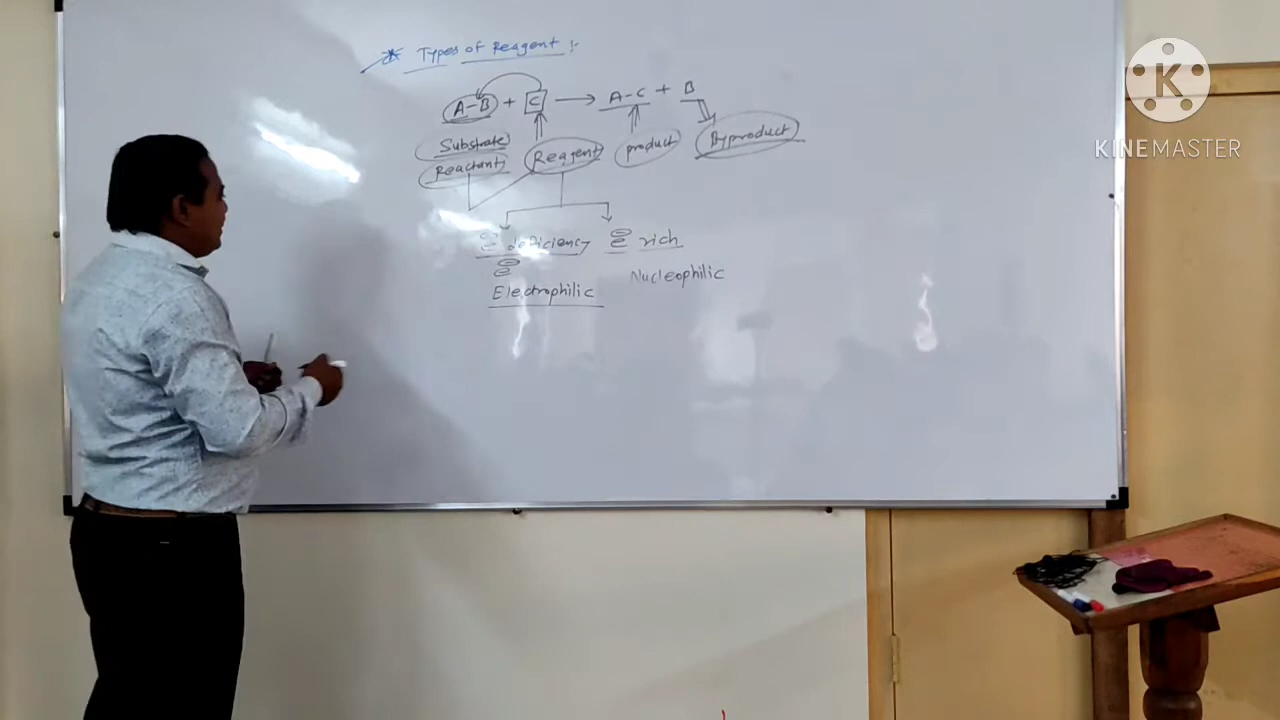 * Types of Reagent :-
A-B + C → A-C + B
Substrate
Reactant
Reagent
product
Byproduct
e⊖ deficiency
e⊖ rich
e⊖
Nucleophilic
Electrophilic
K
KINEMASTER